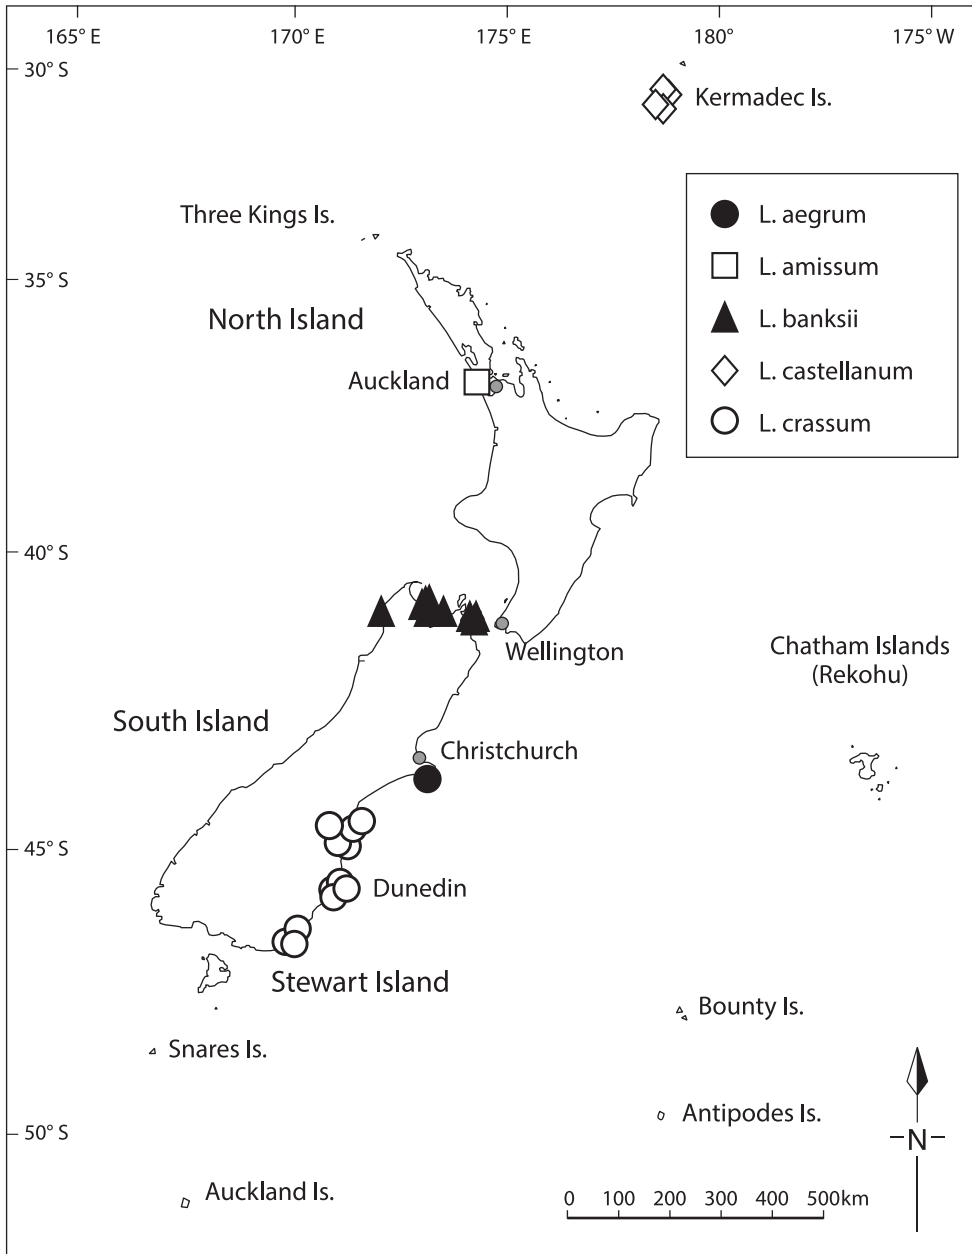 165° E 170° E 175° E 180° 175° W
30° S
Kermadec Is.
Three Kings Is.
L. aegrum
L. amissum
L. banksii
L. castellanum
L. crassum
35° S
North Island
Auckland
40° S
Wellington
Chatham Islands
(Rekohu)
South Island
Christchurch
45° S
Dunedin
Stewart Island
Bounty Is.
Snares Is.
Antipodes Is.
50° S
N
Auckland Is.
0 100 200 300 400 500km